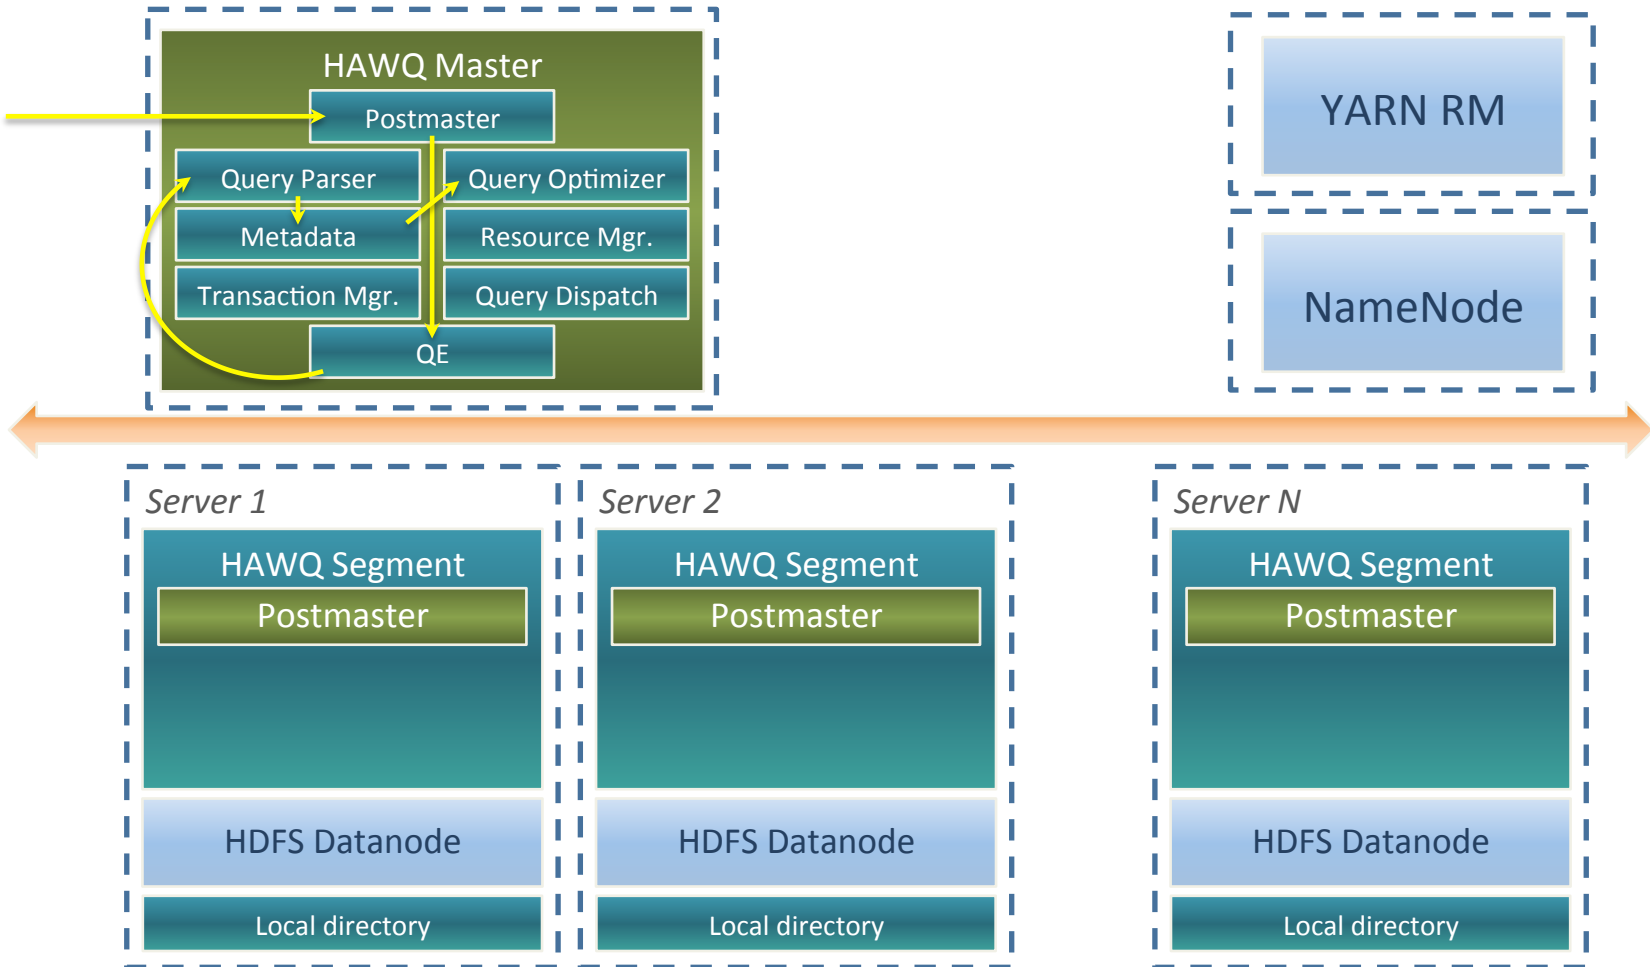 HAWQ Master
Postmaster
Query Parser
Query Optimizer
Metadata
Resource Mgr.
Transaction Mgr.
Query Dispatch
QE
YARN RM
NameNode
Server 1
HAWQ Segment
Postmaster
HDFS Datanode
Local directory
Server 2
HAWQ Segment
Postmaster
HDFS Datanode
Local directory
Server N
HAWQ Segment
Postmaster
HDFS Datanode
Local directory